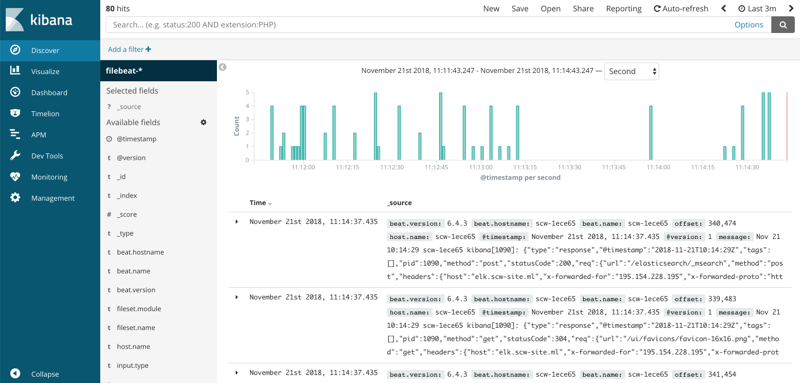 80 hits
New Save Open Share Reporting Auto-refresh Last 3m
kibana
Search... (e.g. status:200 AND extension:PHP)
Options
Add a filter +
Discover
Visualize
Dashboard
Timelion
APM
Dev Tools
Monitoring
Management
Collapse
filebeat-*
Selected fields
? _source
Available fields
@timestamp
t @version
t _id
t _index
# _score
t _type
t beat.hostname
t beat.name
t beat.version
t fileset.module
t fileset.name
t host.name
t input.type
November 21st 2018, 11:11:43.247 - November 21st 2018, 11:14:43.247 — Second
Count
5
4
3
2
1
0
11:12:00 11:12:15 11:12:30 11:12:45 11:13:00 11:13:15 11:13:30 11:13:45 11:14:00 11:14:15 11:14:30
@timestamp per second
Time _source
November 21st 2018, 11:14:37.435 beat.version: 6.4.3 beat.hostname: scw-1ece65 beat.name: scw-1ece65 offset: 340,474
host.name: scw-1ece65 @timestamp: November 21st 2018, 11:14:37.435 @version: 1 message: Nov 21
10:14:29 scw-1ece65 kibana[1090]: {"type":"response","@timestamp":"2018-11-21T10:14:29Z","tags":
[],"pid":1090,"method":"post","statusCode":200,"req":{"url":"/elasticsearch/_msearch","method":"pos
t","headers":{"host":"elk.scw-site.ml","x-forwarded-for":"195.154.228.195","x-forwarded-proto":"htt
November 21st 2018, 11:14:37.435 beat.version: 6.4.3 beat.hostname: scw-1ece65 beat.name: scw-1ece65 offset: 339,483
host.name: scw-1ece65 @timestamp: November 21st 2018, 11:14:37.435 @version: 1 message: Nov 21
10:14:29 scw-1ece65 kibana[1090]: {"type":"response","@timestamp":"2018-11-21T10:14:29Z","tags":
[],"pid":1090,"method":"get","statusCode":304,"req":{"url":"/ui/favicons/favicon-16x16.png","metho
d":"get","headers":{"host":"elk.scw-site.ml","x-forwarded-for":"195.154.228.195","x-forwarded-prot
November 21st 2018, 11:14:37.435 beat.version: 6.4.3 beat.hostname: scw-1ece65 beat.name: scw-1ece65 offset: 341,454